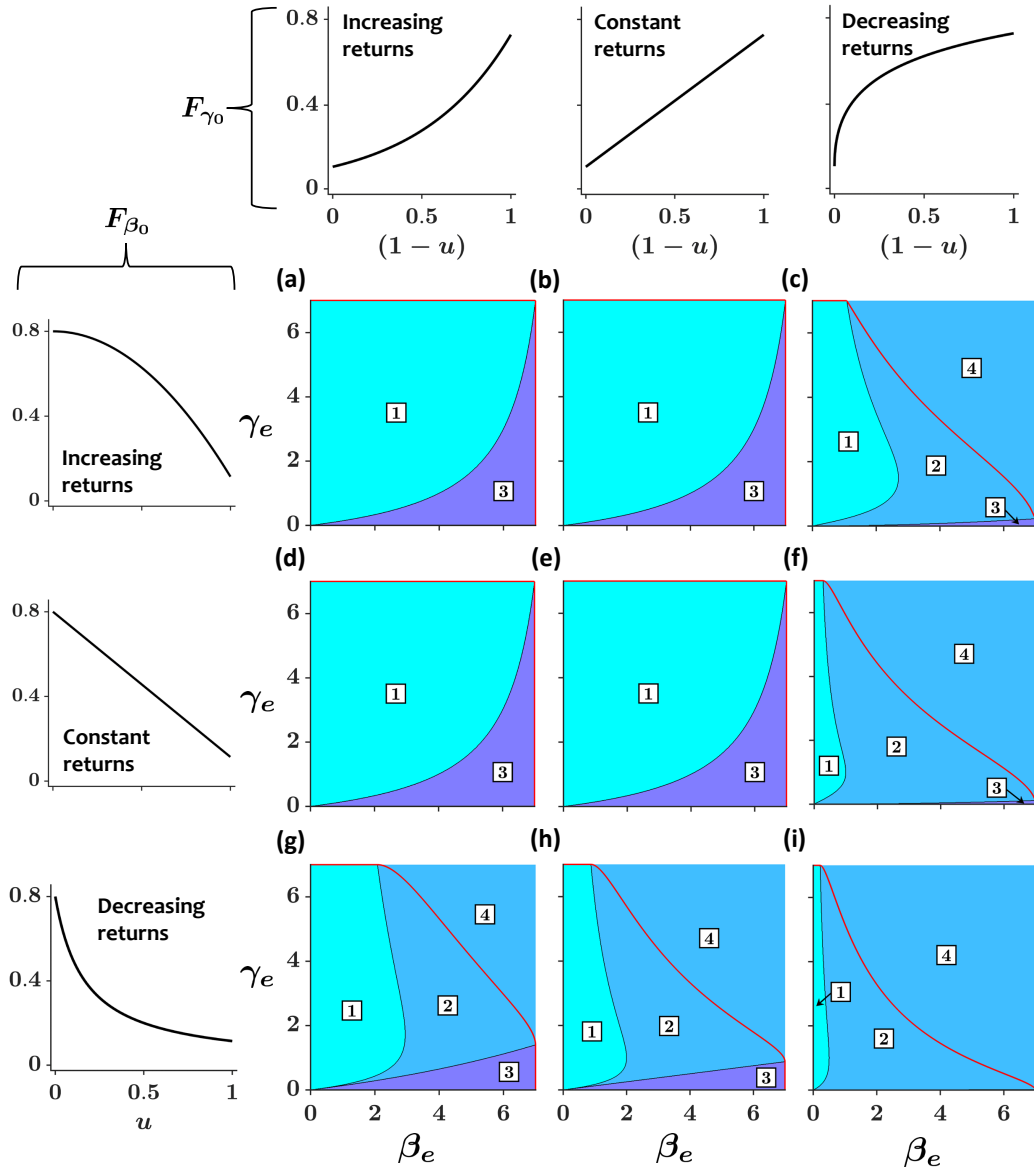 Increasing returns
Constant returns
Decreasing returns
0.8
0.4
0
F_{γ_0}
0 0.5 1
0 0.5 1
0 0.5 1
(1 − u)
(1 − u)
(1 − u)
F_{β_0}
(a)
(b)
(c)
0.8
0.4
0
Increasing returns
γ_e
6
4
2
0
1
3
1
3
4
1
2
3
(d)
(e)
(f)
0.8
0.4
0
Constant returns
γ_e
6
4
2
0
1
3
1
3
4
2
1
3
(g)
(h)
(i)
0.8
0.4
0
Decreasing returns
γ_e
6
4
2
0
4
1
2
3
4
1
2
3
4
1
2
0 1
u
0 2 4 6
0 2 4 6
0 2 4 6
β_e
β_e
β_e